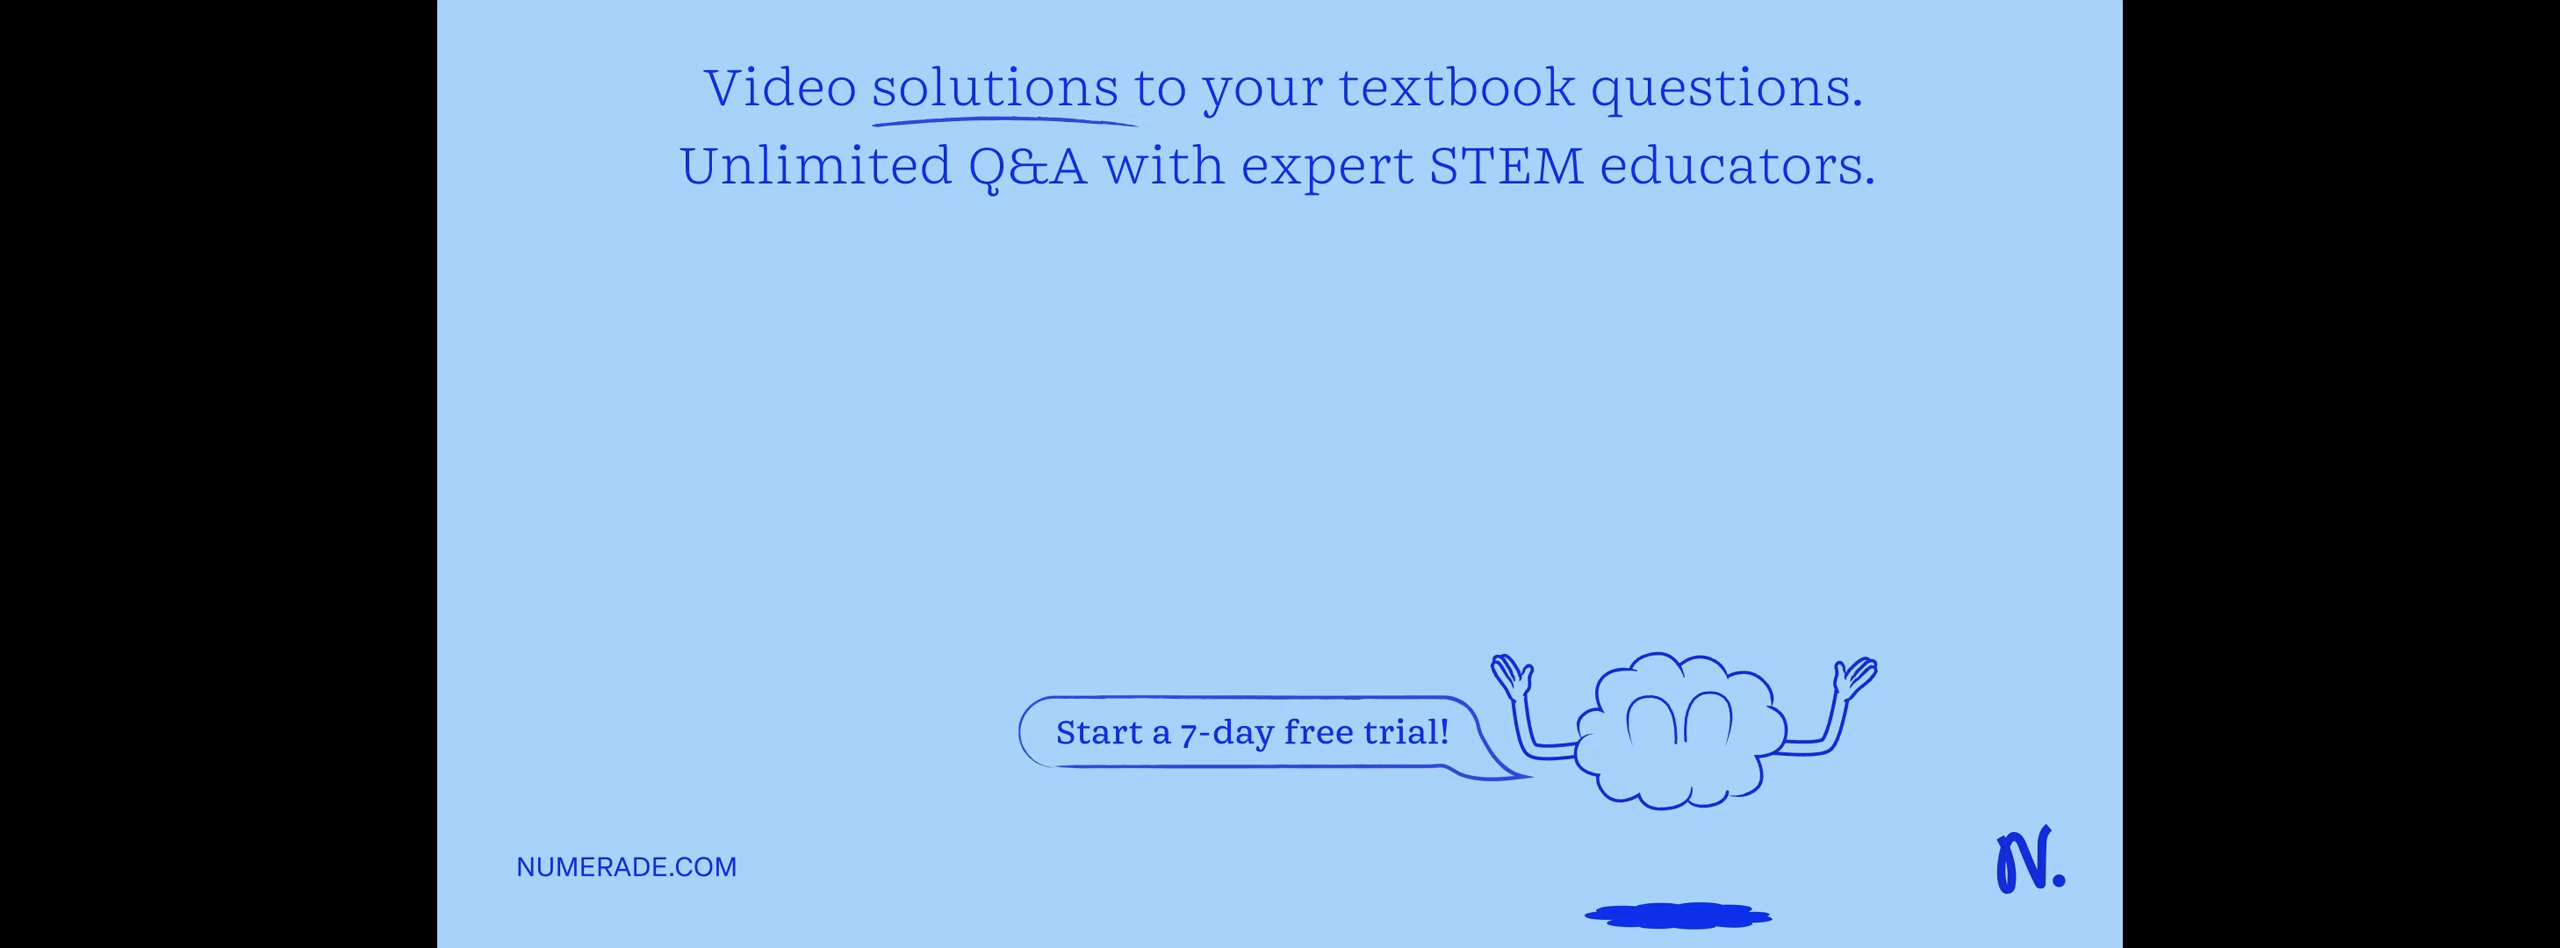 Video solutions to your textbook questions.
Unlimited Q&A with expert STEM educators.
Start a 7-day free trial!
NUMERADE.COM
N.